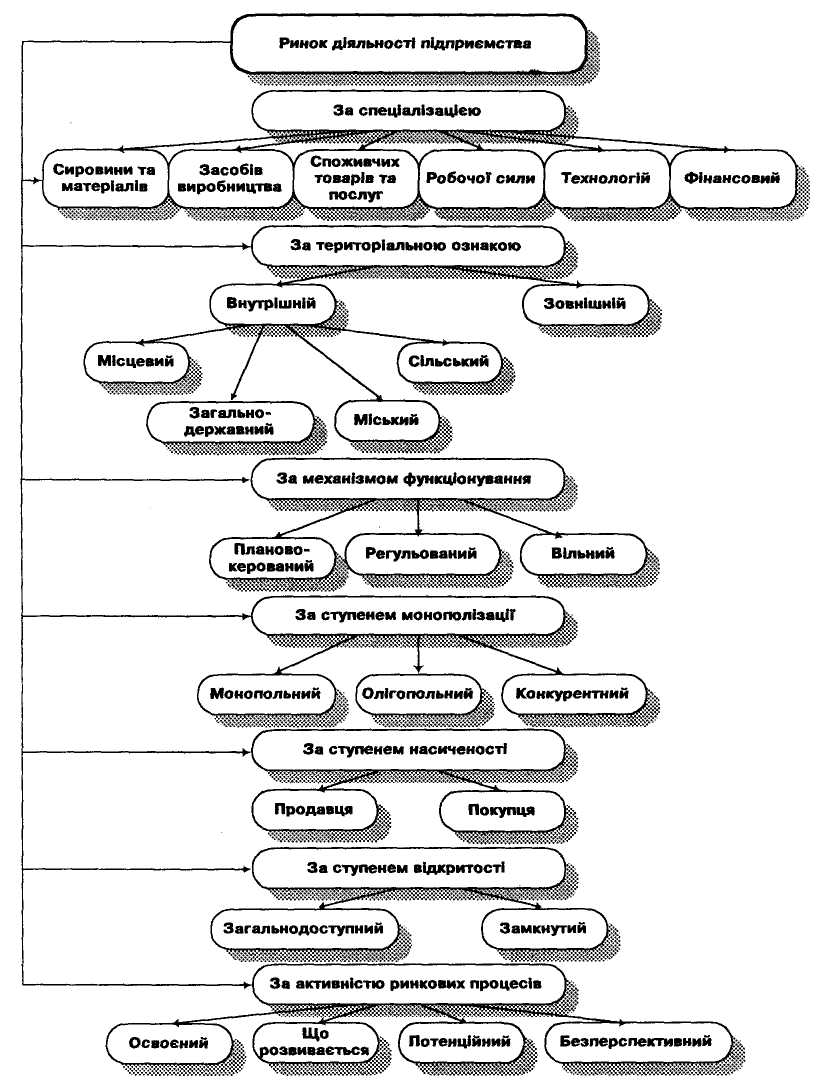 Ринок діяльності підприємства
За спеціалізацією
Сировини та
матеріалів
Засобів
виробництва
Споживчих
товарів та
послуг
Робочої сили
Технологій
Фінансовий
За територіальною ознакою
Внутрішній
Зовнішній
Місцевий
Сільський
Загально-
державний
Міський
За механізмом функціонування
Планово-
керований
Регульований
Вільний
За ступенем монополізації
Монопольний
Олігопольний
Конкурентний
За ступенем насиченості
Продавця
Покупця
За ступенем відкритості
Загальнодоступний
Замкнутий
За активністю ринкових процесів
Освоєний
Що
розвивається
Потенційний
Безперспективний